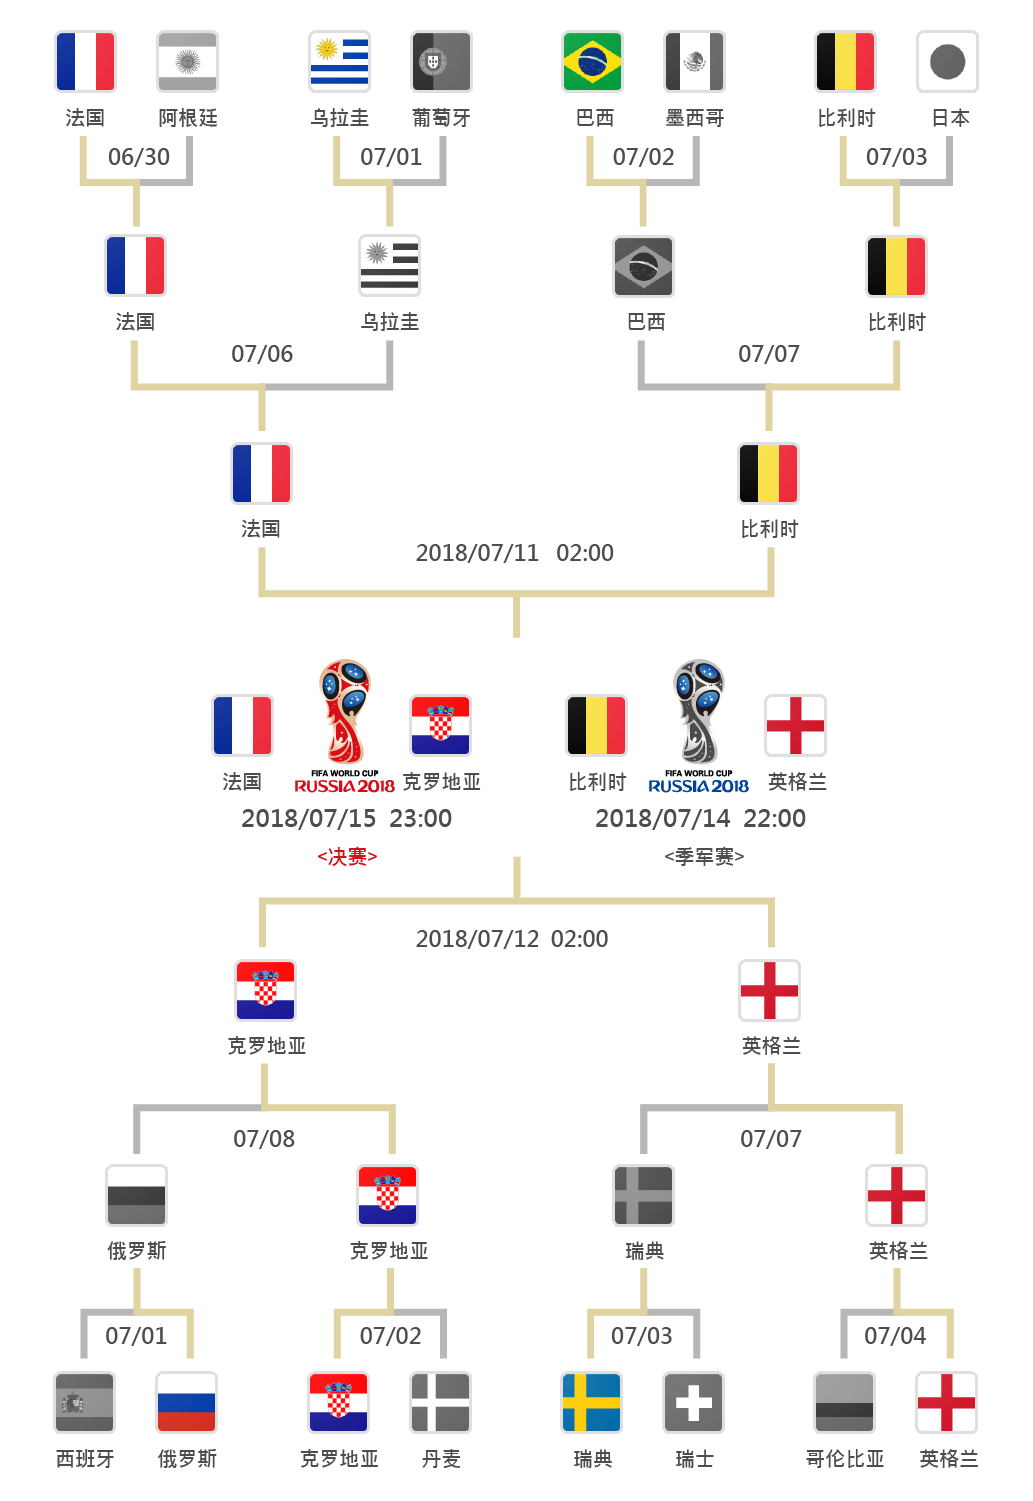 法国 阿根廷 乌拉圭 葡萄牙 巴西 墨西哥 比利时 日本
06/30 07/01 07/02 07/03
法国 乌拉圭 巴西 比利时
07/06 07/07
法国 比利时
2018/07/11 02:00
FIFA WORLD CUP FIFA WORLD CUP
RUSSIA 2018 RUSSIA 2018
法国 克罗地亚 比利时 英格兰
2018/07/15 23:00 2018/07/14 22:00
<决赛> <季军赛>
2018/07/12 02:00
克罗地亚 英格兰
07/08 07/07
俄罗斯 克罗地亚 瑞典 英格兰
07/01 07/02 07/03 07/04
西班牙 俄罗斯 克罗地亚 丹麦 瑞典 瑞士 哥伦比亚 英格兰